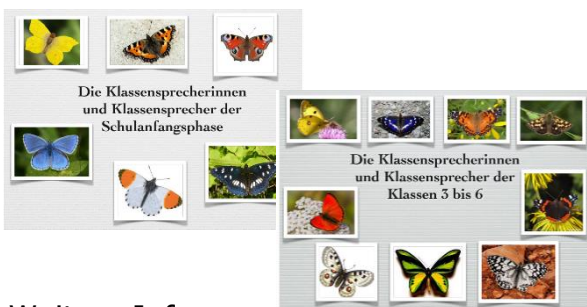 Die Klassensprecherinnen
und Klassensprecher der
Schulanfangsphase
Die Klassensprecherinnen
und Klassensprecher der
Klassen 3 bis 6